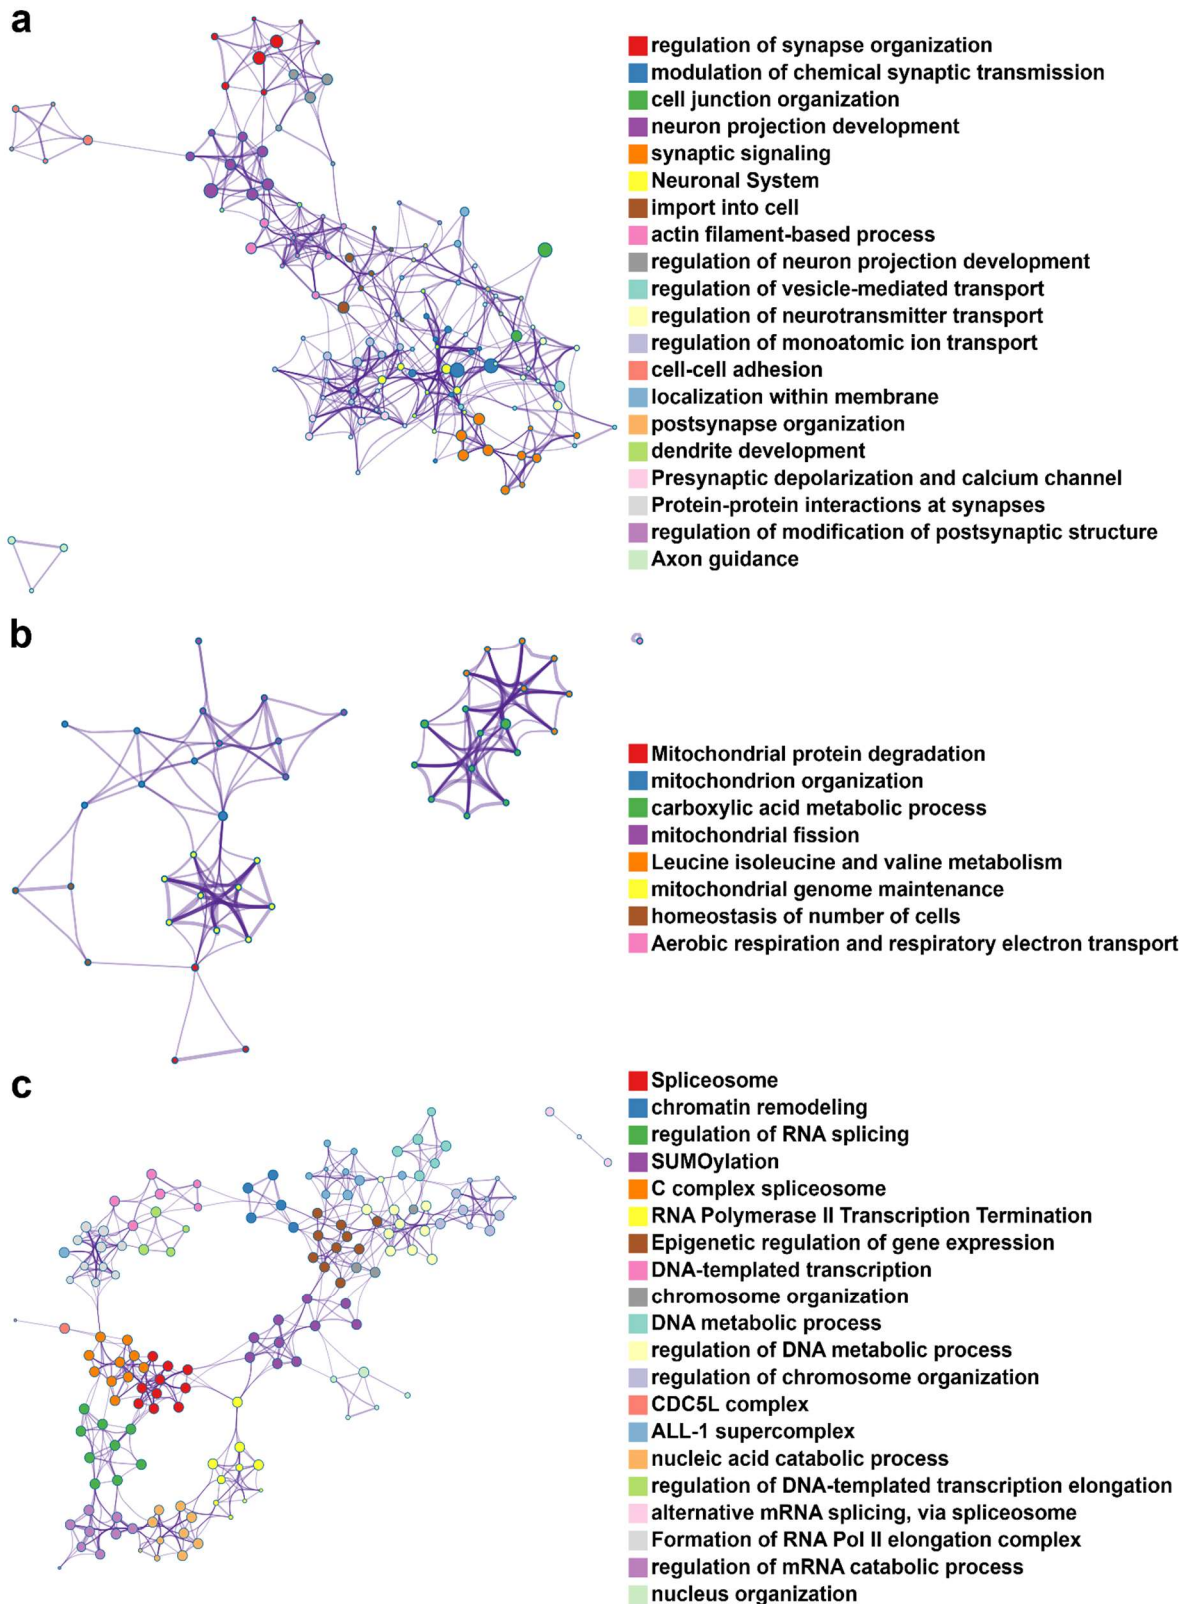 a
regulation of synapse organization
modulation of chemical synaptic transmission
cell junction organization
neuron projection development
synaptic signaling
Neuronal System
import into cell
actin filament-based process
regulation of neuron projection development
regulation of vesicle-mediated transport
regulation of neurotransmitter transport
regulation of monoatomic ion transport
cell-cell adhesion
localization within membrane
postsynapse organization
dendrite development
Presynaptic depolarization and calcium channel
Protein-protein interactions at synapses
regulation of modification of postsynaptic structure
Axon guidance
b
Mitochondrial protein degradation
mitochondrion organization
carboxylic acid metabolic process
mitochondrial fission
Leucine isoleucine and valine metabolism
mitochondrial genome maintenance
homeostasis of number of cells
Aerobic respiration and respiratory electron transport
c
Spliceosome
chromatin remodeling
regulation of RNA splicing
SUMOylation
C complex spliceosome
RNA Polymerase II Transcription Termination
Epigenetic regulation of gene expression
DNA-templated transcription
chromosome organization
DNA metabolic process
regulation of DNA metabolic process
regulation of chromosome organization
CDC5L complex
ALL-1 supercomplex
nucleic acid catabolic process
regulation of DNA-templated transcription elongation
alternative mRNA splicing, via spliceosome
Formation of RNA Pol II elongation complex
regulation of mRNA catabolic process
nucleus organization